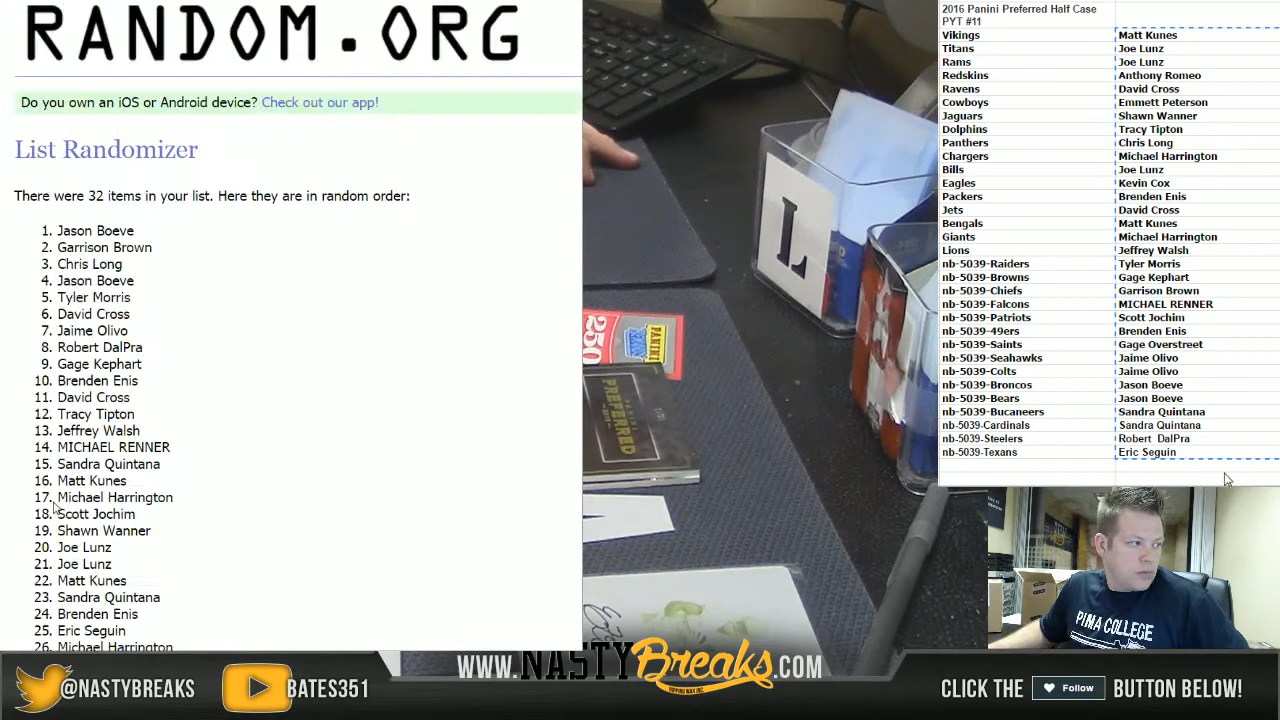 RANDOM.ORG
Do you own an iOS or Android device? Check out our app!
List Randomizer
There were 32 items in your list. Here they are in random order:
1. Jason Boeve
2. Garrison Brown
3. Chris Long
4. Jason Boeve
5. Tyler Morris
6. David Cross
7. Jaime Olivo
8. Robert DalPra
9. Gage Kephart
10. Brenden Enis
11. David Cross
12. Tracy Tipton
13. Jeffrey Walsh
14. MICHAEL RENNER
15. Sandra Quintana
16. Matt Kunes
17. Michael Harrington
18. Scott Jochim
19. Shawn Wanner
20. Joe Lunz
21. Joe Lunz
22. Matt Kunes
23. Sandra Quintana
24. Brenden Enis
25. Eric Seguin
26. Michael Harrington
L
250
PANINI
PANINI
PREFERRED
2016 Panini Preferred Half Case
PYT #11
Vikings Matt Kunes
Titans Joe Lunz
Rams Joe Lunz
Redskins Anthony Romeo
Ravens David Cross
Cowboys Emmett Peterson
Jaguars Shawn Wanner
Dolphins Tracy Tipton
Panthers Chris Long
Chargers Michael Harrington
Bills Joe Lunz
Eagles Kevin Cox
Packers Brenden Enis
Jets David Cross
Bengals Matt Kunes
Giants Michael Harrington
Lions Jeffrey Walsh
nb-5039-Raiders Tyler Morris
nb-5039-Browns Gage Kephart
nb-5039-Chiefs Garrison Brown
nb-5039-Falcons MICHAEL RENNER
nb-5039-Patriots Scott Jochim
nb-5039-49ers Brenden Enis
nb-5039-Saints Gage Overstreet
nb-5039-Seahawks Jaime Olivo
nb-5039-Colts Jaime Olivo
nb-5039-Broncos Jason Boeve
nb-5039-Bears Jason Boeve
nb-5039-Bucaneers Sandra Quintana
nb-5039-Cardinals Sandra Quintana
nb-5039-Steelers Robert DalPra
nb-5039-Texans Eric Seguin
PIMA COLLEGE
@NASTYBREAKS
BATES351
WWW.NASTYBreaks.COM
RIPPING WAX INC.
CLICK THE Follow BUTTON BELOW!